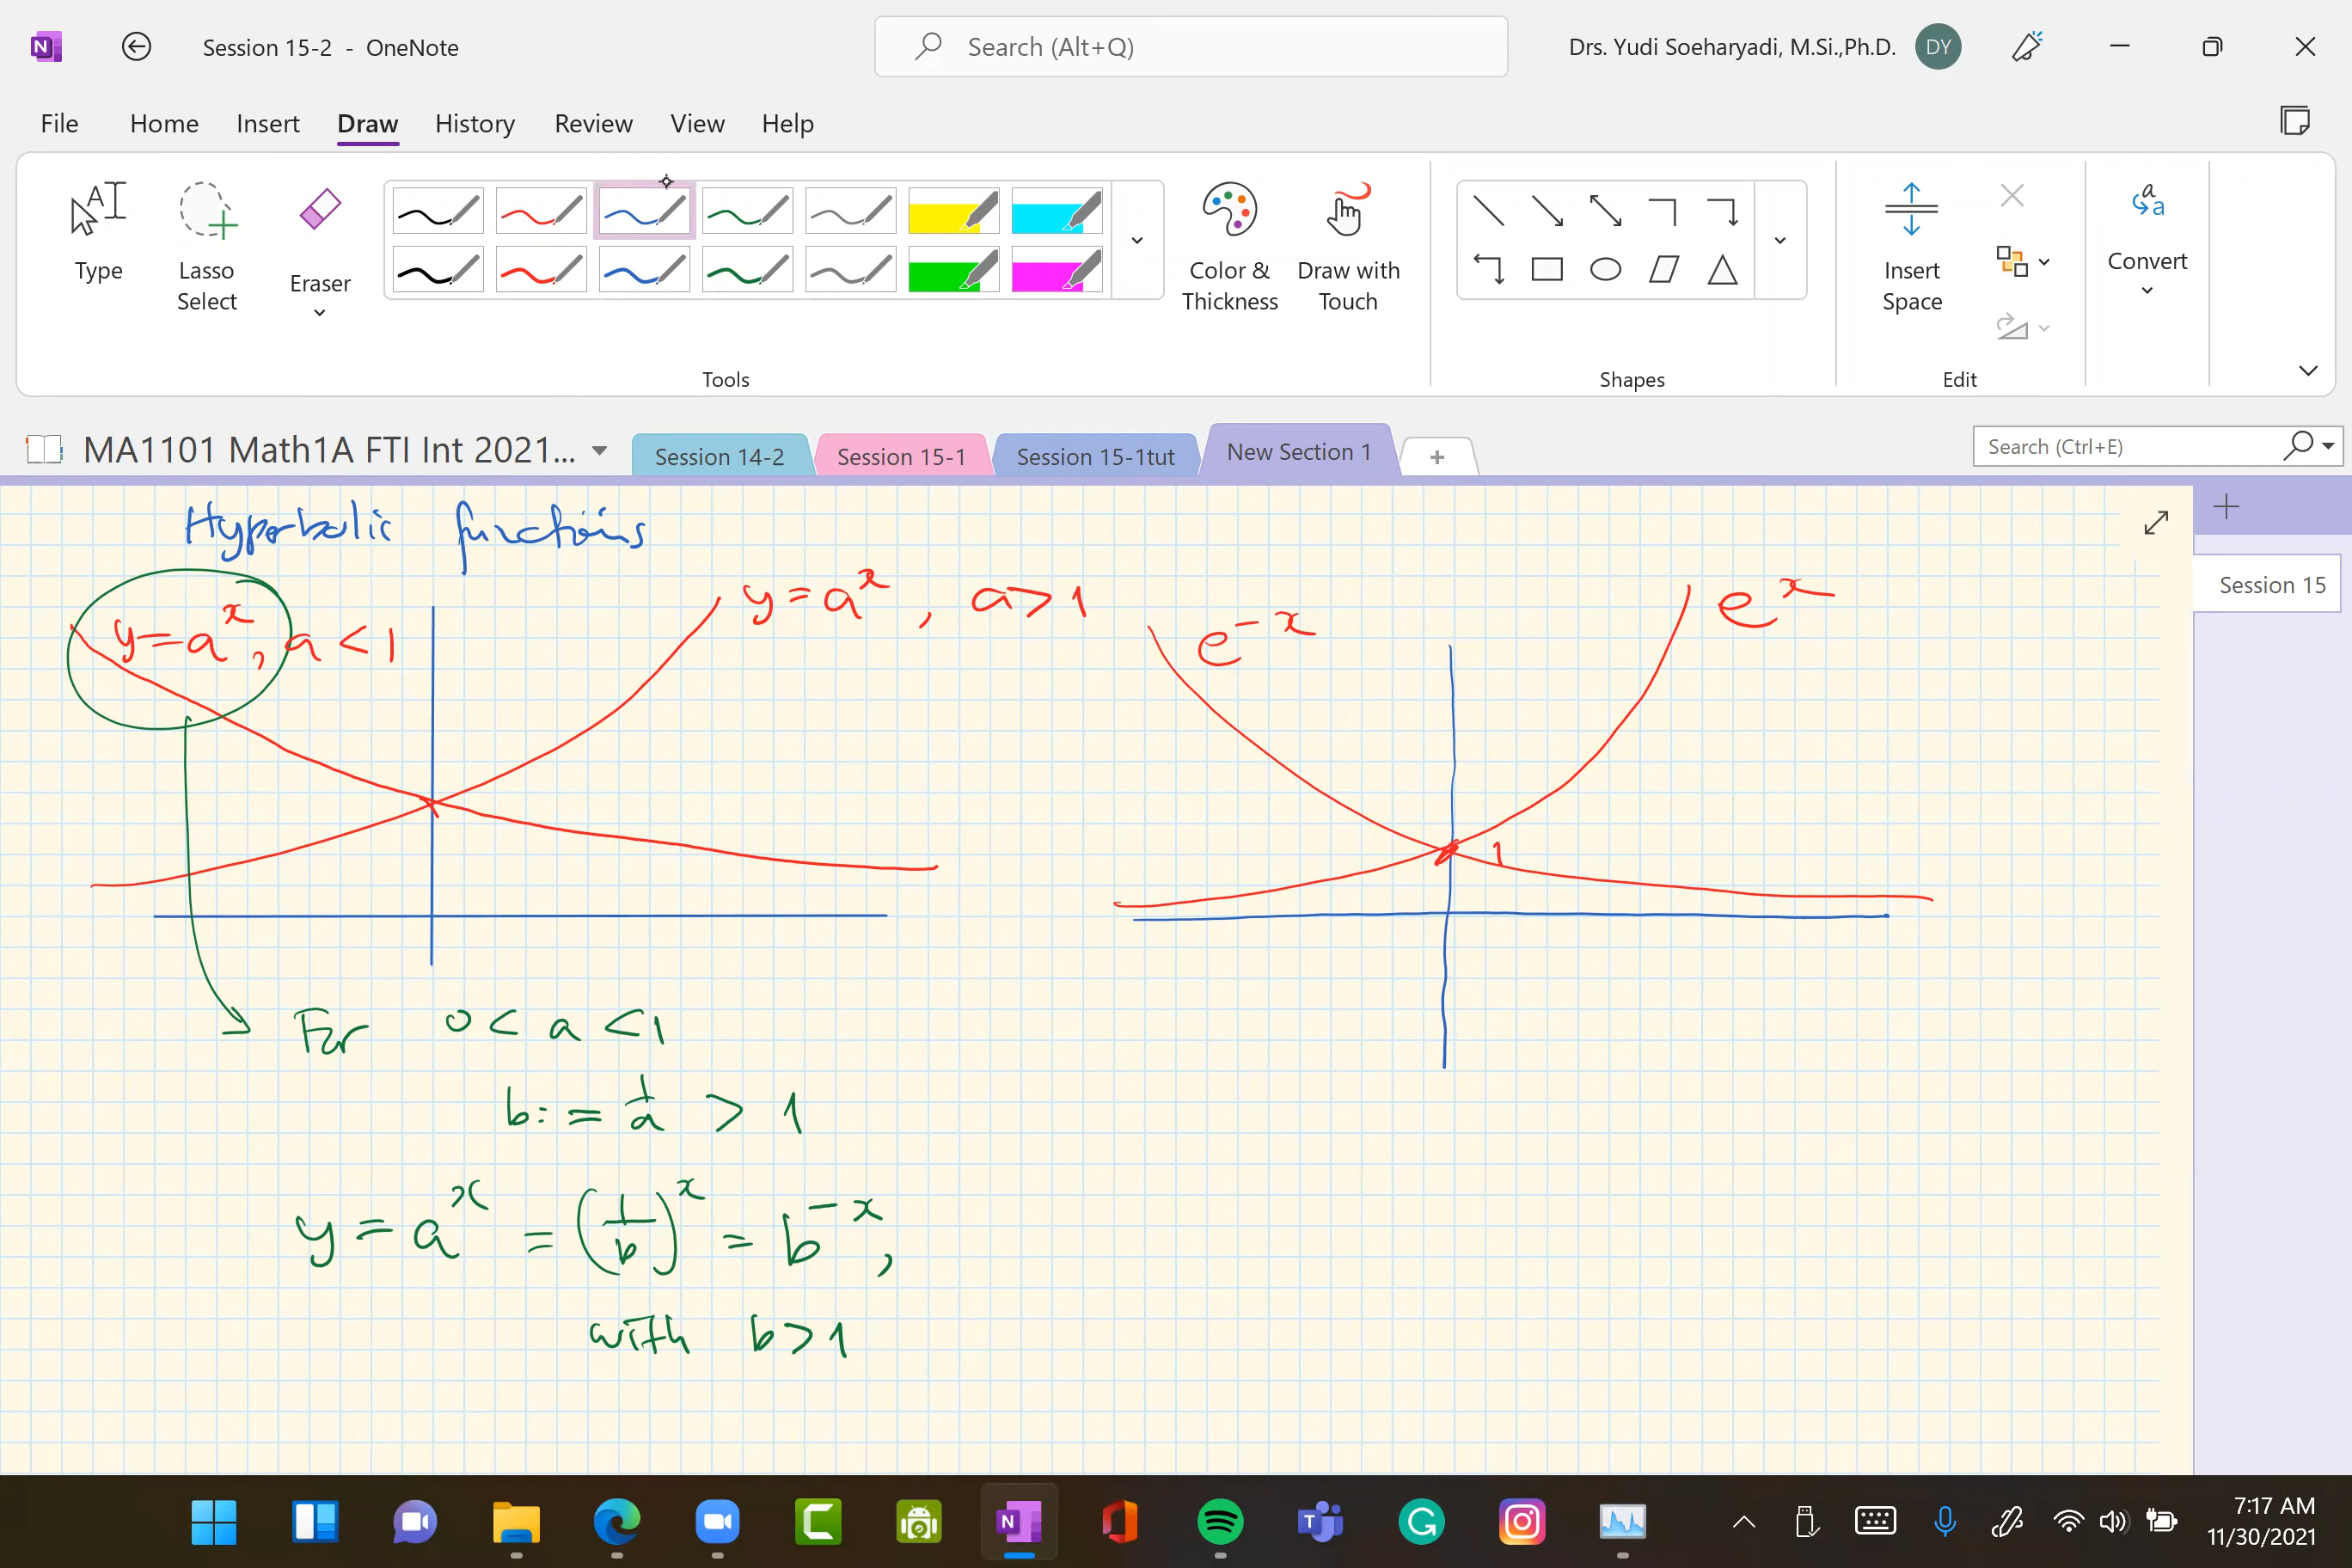 Session 15-2 - OneNote
Search (Alt+Q)
Drs. Yudi Soeharyadi, M.Si.,Ph.D.
DY
File Home Insert Draw History Review View Help
Type
Lasso Select
Eraser
Color & Thickness
Draw with Touch
Insert Space
Convert
Tools
Shapes
Edit
MA1101 Math1A FTI Int 2021...
Session 14-2
Session 15-1
Session 15-1tut
New Section 1
Search (Ctrl+E)
Session 15
Hyperbolic functions
y = a^x, a < 1
y = a^x, a > 1
e^-x
e^x
1
For 0 < a < 1
b := 1/a > 1
y = a^x = (1/b)^x = b^-x,
with b > 1
7:17 AM
11/30/2021